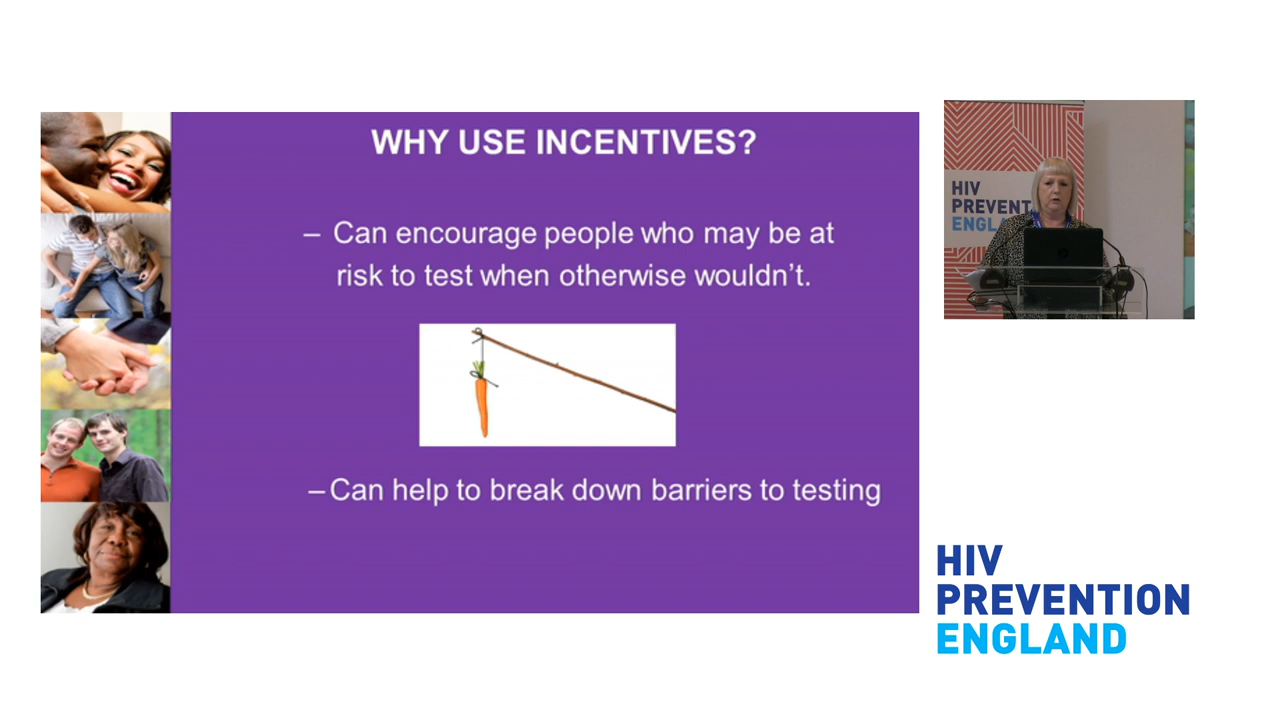 WHY USE INCENTIVES?
– Can encourage people who may be at
risk to test when otherwise wouldn't.
– Can help to break down barriers to testing
HIV
PREVENT
ENGL
HIV
PREVENTION
ENGLAND